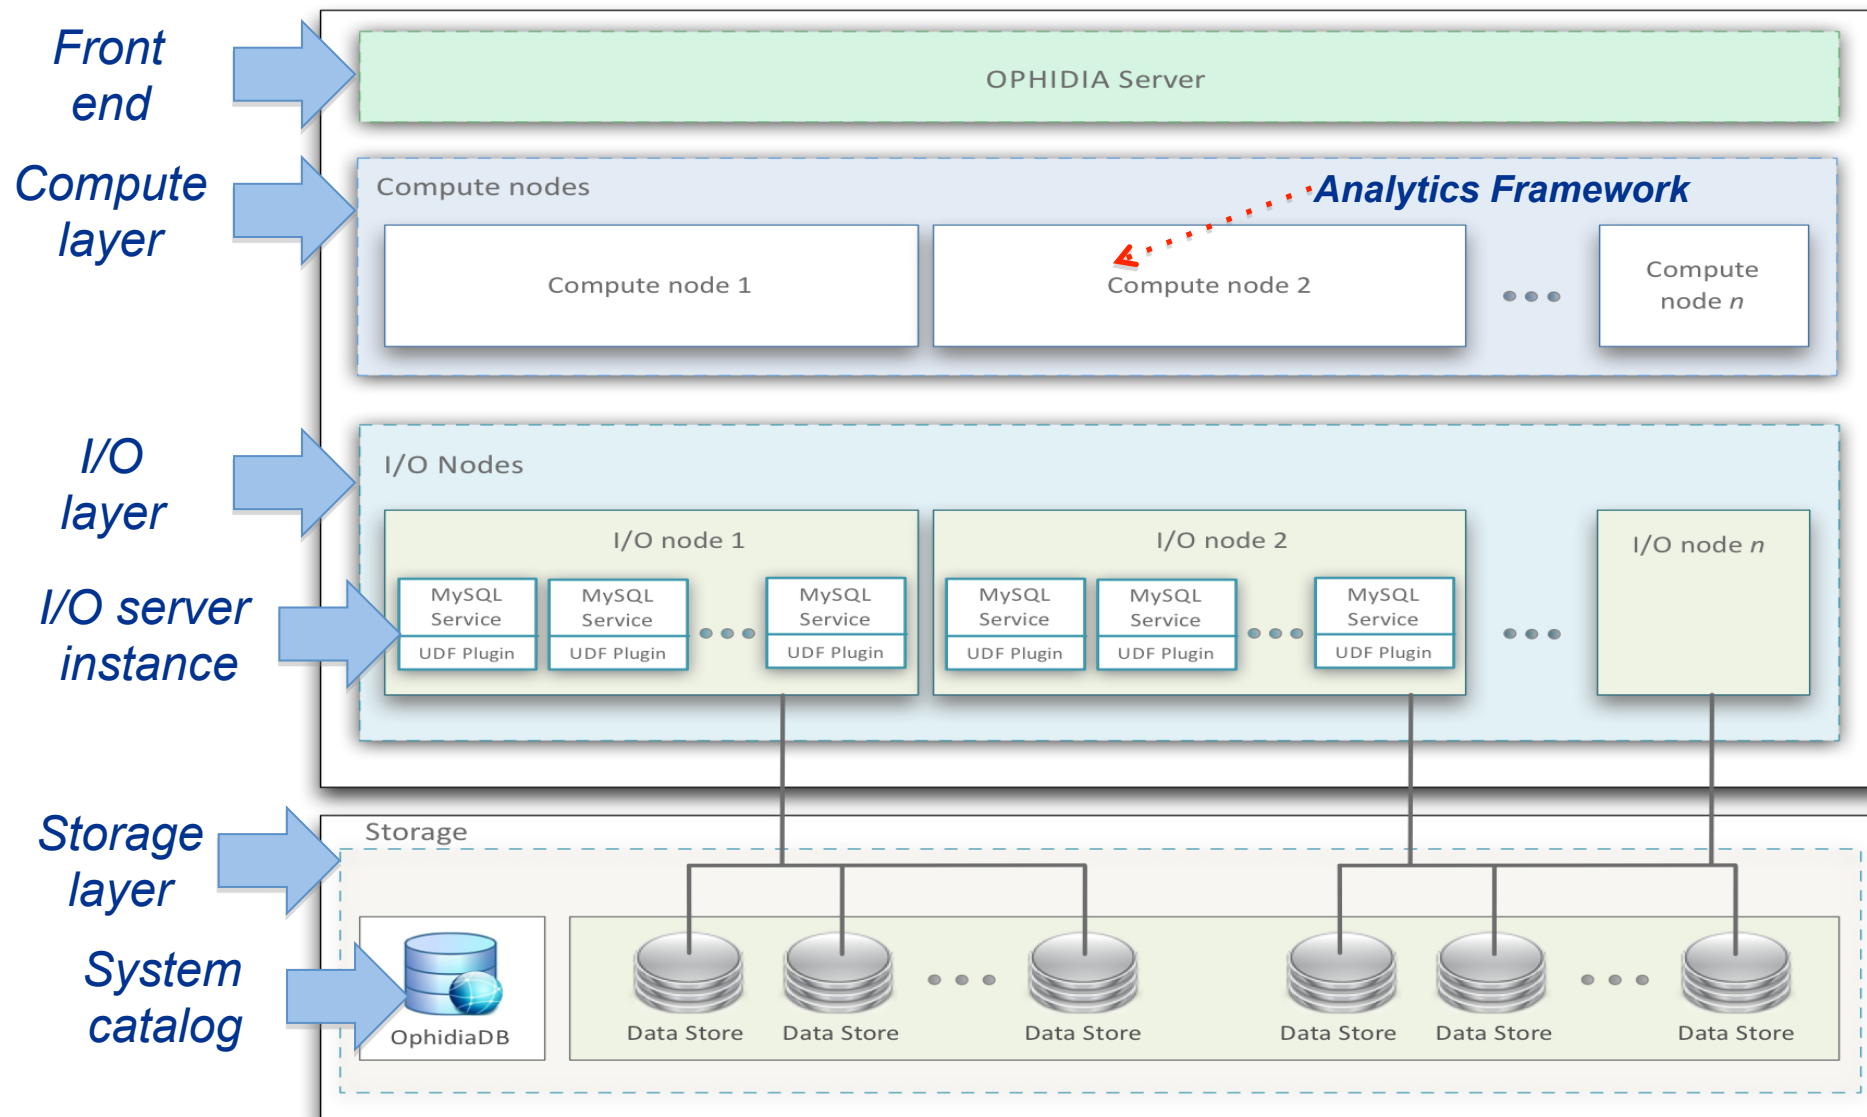 Front
end
OPHIDIA Server
Compute
layer
Compute nodes
Analytics Framework
Compute node 1
Compute node 2
Compute
node n
I/O
layer
I/O Nodes
I/O node 1
I/O node 2
I/O node n
I/O server
instance
MySQL
Service
UDF Plugin
MySQL
Service
UDF Plugin
MySQL
Service
UDF Plugin
MySQL
Service
UDF Plugin
MySQL
Service
UDF Plugin
MySQL
Service
UDF Plugin
Storage
layer
Storage
System
catalog
OphidiaDB
Data Store
Data Store
Data Store
Data Store
Data Store
Data Store